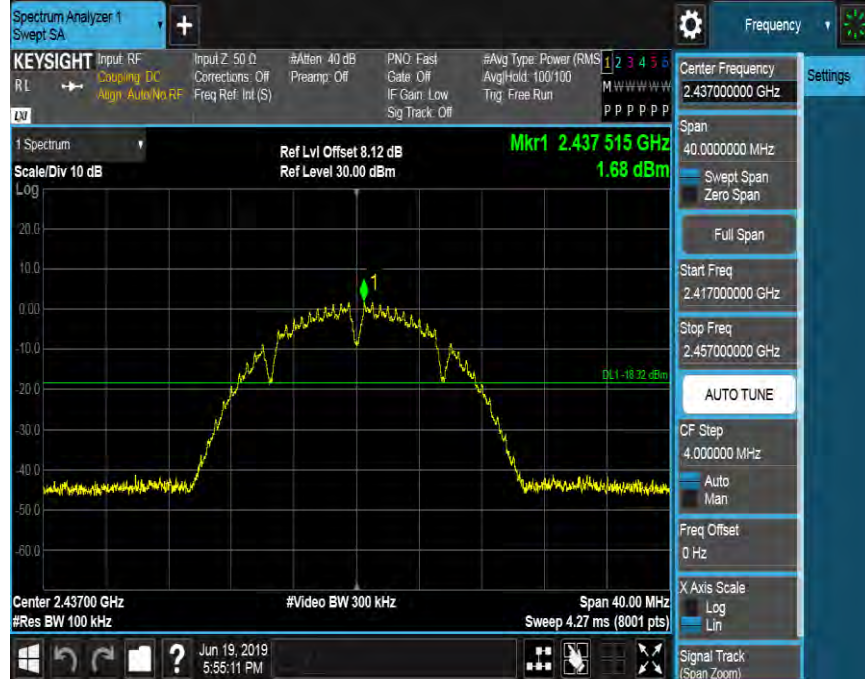 Spectrum Analyzer 1
Swept SA
+
Frequency
KEYSIGHT
RL
LXI
Input: RF
Coupling: DC
Align: Auto/No RF
Input Z: 50 Ω
Corrections: Off
Freq Ref: Int (S)
#Atten: 40 dB
Preamp: Off
PNO: Fast
Gate: Off
IF Gain: Low
Sig Track: Off
#Avg Type: Power (RMS
Avg|Hold: 100/100
Trig: Free Run
1 2 3 4 5 6
M W W W W W
P P P P P P
1 Spectrum
Scale/Div 10 dB
Log
Ref Lvl Offset 8.12 dB
Ref Level 30.00 dBm
Mkr1 2.437 515 GHz
1.68 dBm
20.0
10.0
1
0.00
-10.0
DL1 -18.32 dBm
-20.0
-30.0
-40.0
-50.0
-60.0
Center 2.43700 GHz
#Res BW 100 kHz
#Video BW 300 kHz
Span 40.00 MHz
Sweep 4.27 ms (8001 pts)
?
Jun 19, 2019
5:55:11 PM
Center Frequency
2.437000000 GHz
Settings
Span
40.0000000 MHz
Swept Span
Zero Span
Full Span
Start Freq
2.417000000 GHz
Stop Freq
2.457000000 GHz
AUTO TUNE
CF Step
4.000000 MHz
Auto
Man
Freq Offset
0 Hz
X Axis Scale
Log
Lin
Signal Track
(Span Zoom)